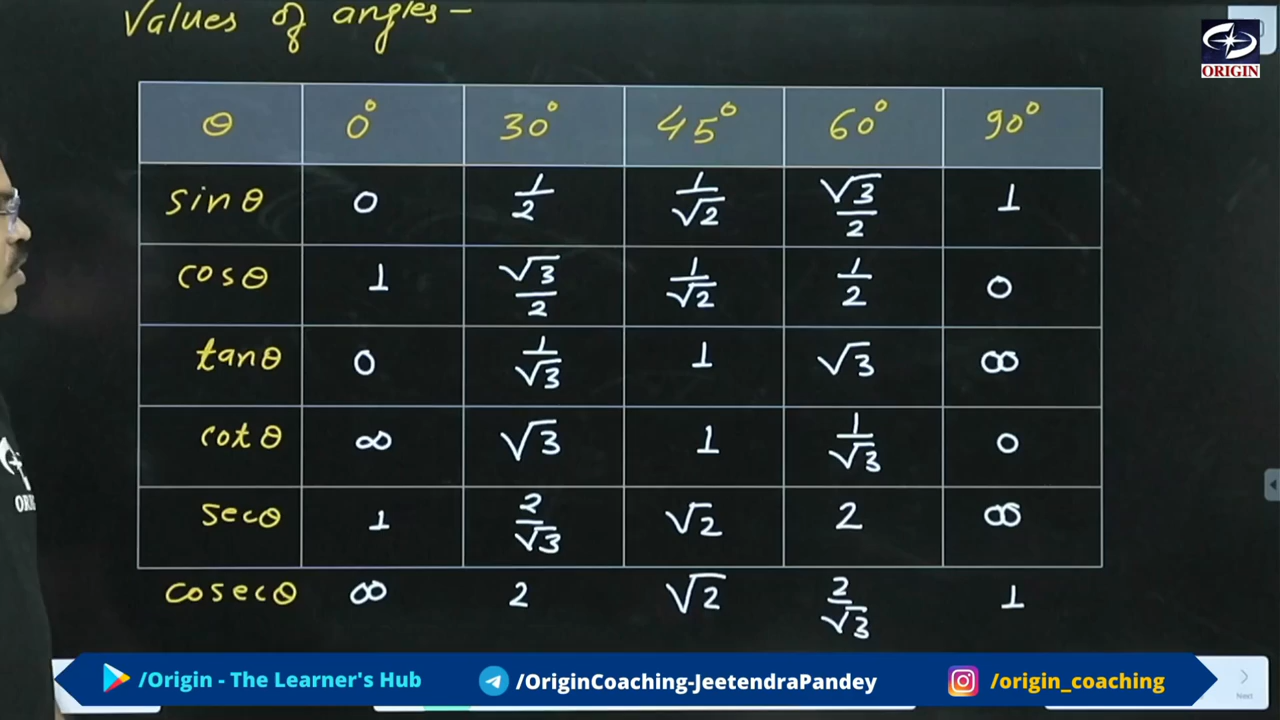 Values of angles -
ORIGIN
θ 0° 30° 45° 60° 90°
sinθ 0 1/2 1/√2 √3/2 1
cosθ 1 √3/2 1/√2 1/2 0
tanθ 0 1/√3 1 √3 ∞
cotθ ∞ √3 1 1/√3 0
secθ 1 2/√3 √2 2 ∞
cosecθ ∞ 2 √2 2/√3 1
/Origin - The Learner's Hub /OriginCoaching-JeetendraPandey /origin_coaching
Next